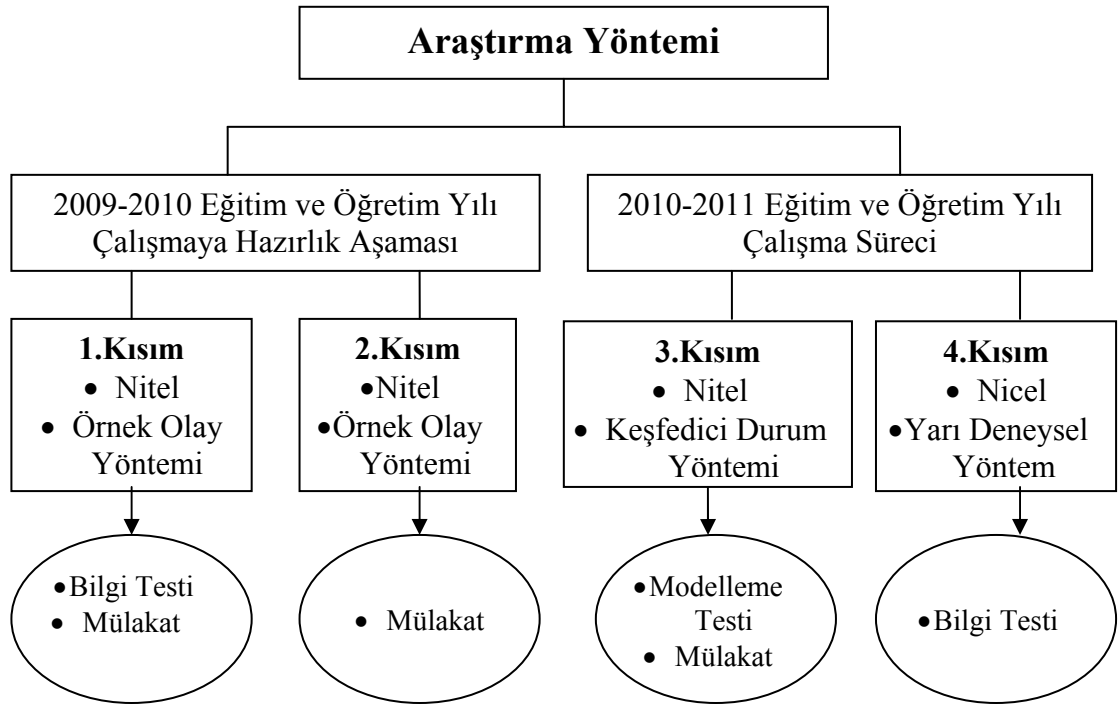 Araştırma Yöntemi
2009-2010 Eğitim ve Öğretim Yılı
Çalışmaya Hazırlık Aşaması
2010-2011 Eğitim ve Öğretim Yılı
Çalışma Süreci
1.Kısım
• Nitel
• Örnek Olay
Yöntemi
2.Kısım
•Nitel
•Örnek Olay
Yöntemi
3.Kısım
• Nitel
• Keşfedici Durum
Yöntemi
4.Kısım
• Nicel
•Yarı Deneysel
Yöntem
•Bilgi Testi
• Mülakat
• Mülakat
•Modelleme
Testi
• Mülakat
•Bilgi Testi